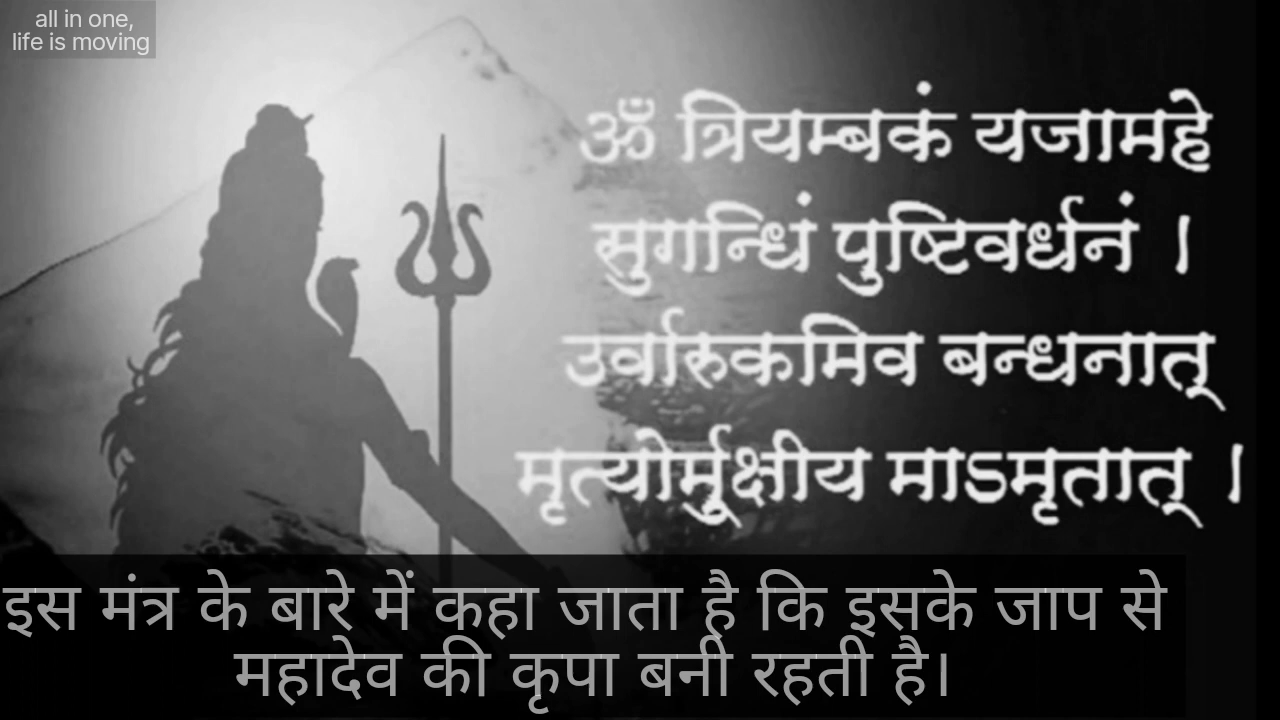 all in one,
life is moving
ॐ त्रियम्बकं यजामहे
सुगन्धिं पुष्टिवर्धनं ।
उर्वारुकमिव बन्धनात्
मृत्योर्मुक्षीय माऽमृतात् ।
इस मंत्र के बारे में कहा जाता है कि इसके जाप से
महादेव की कृपा बनी रहती है।